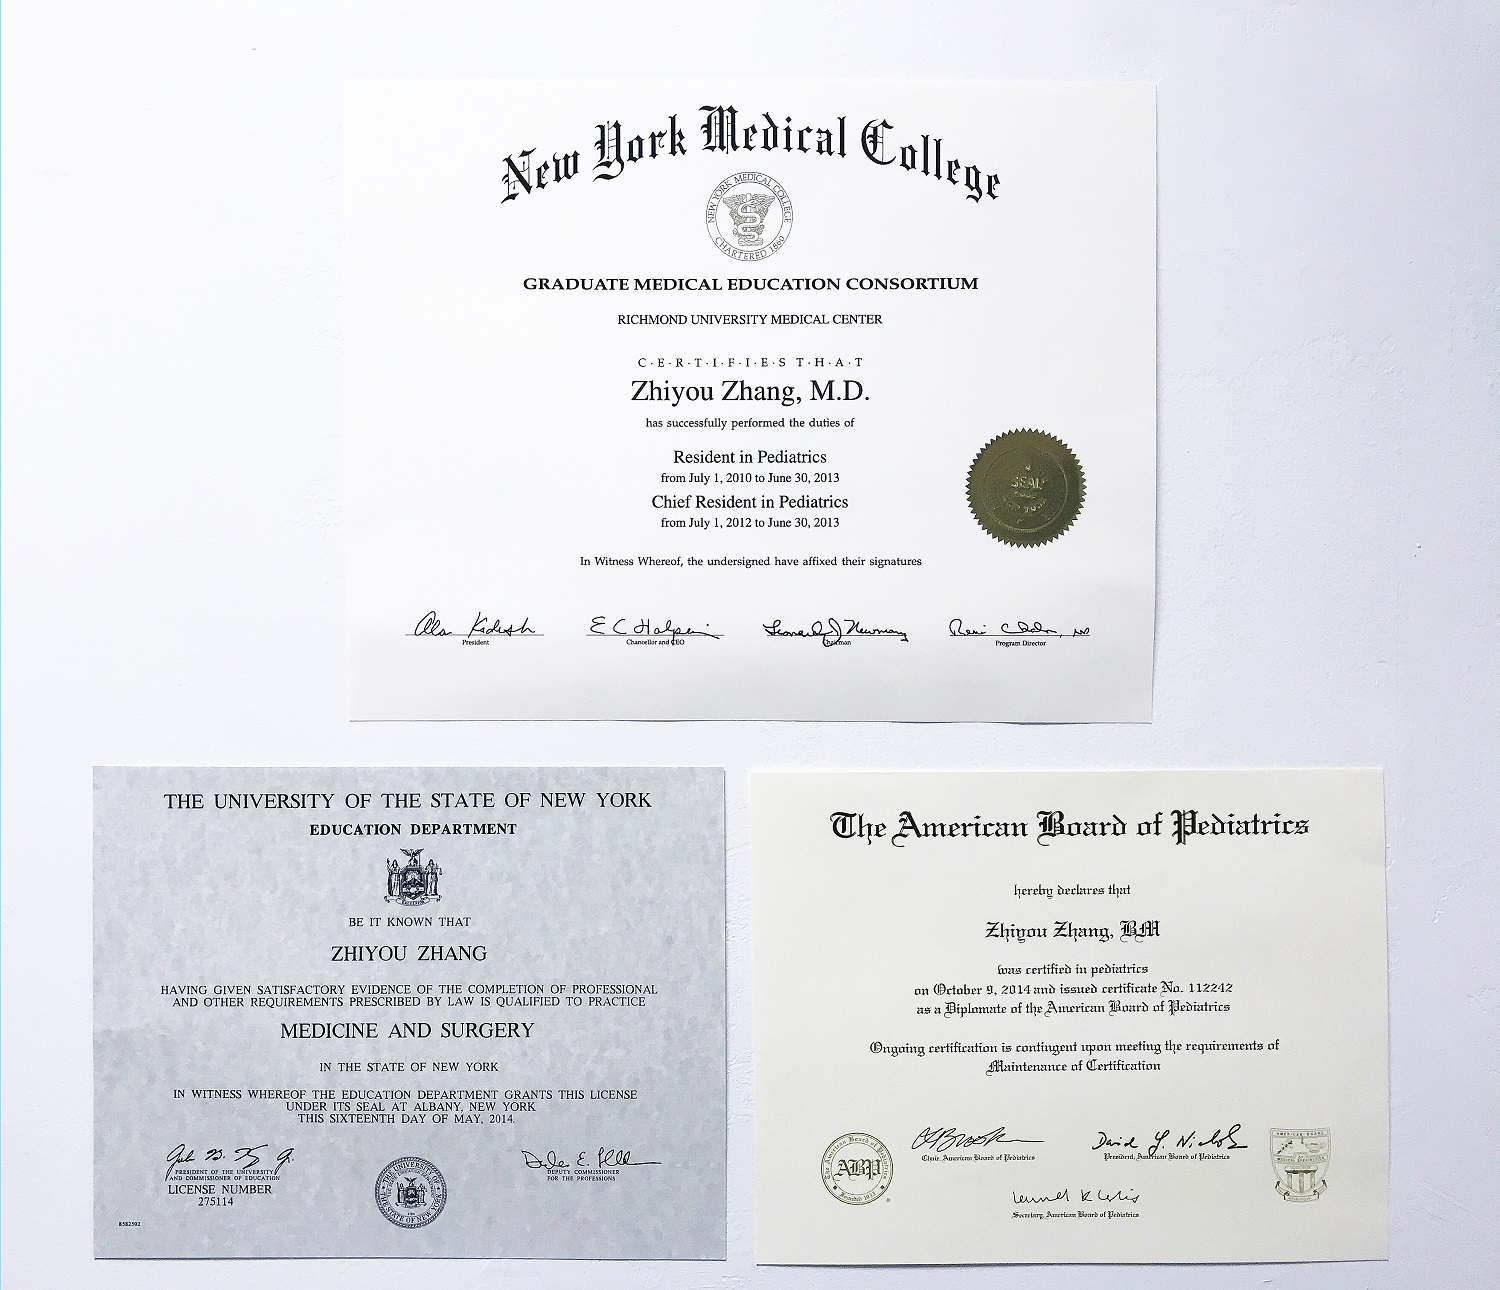 New York Medical College
NEW YORK MEDICAL COLLEGE
CHARTERED 1860
GRADUATE MEDICAL EDUCATION CONSORTIUM
RICHMOND UNIVERSITY MEDICAL CENTER
C·E·R·T·I·F·I·E·S T·H·A·T
Zhiyou Zhang, M.D.
has successfully performed the duties of
Resident in Pediatrics
from July 1, 2010 to June 30, 2013
Chief Resident in Pediatrics
from July 1, 2012 to June 30, 2013
SEAL
In Witness Whereof, the undersigned have affixed their signatures
President
Chancellor and CEO
Chairman
Program Director
THE UNIVERSITY OF THE STATE OF NEW YORK
EDUCATION DEPARTMENT
BE IT KNOWN THAT
ZHIYOU ZHANG
HAVING GIVEN SATISFACTORY EVIDENCE OF THE COMPLETION OF PROFESSIONAL
AND OTHER REQUIREMENTS PRESCRIBED BY LAW IS QUALIFIED TO PRACTICE
MEDICINE AND SURGERY
IN THE STATE OF NEW YORK
IN WITNESS WHEREOF THE EDUCATION DEPARTMENT GRANTS THIS LICENSE
UNDER ITS SEAL AT ALBANY, NEW YORK
THIS SIXTEENTH DAY OF MAY, 2014.
PRESIDENT OF THE UNIVERSITY
AND COMMISSIONER OF EDUCATION
LICENSE NUMBER
275114
DEPUTY COMMISSIONER
FOR THE PROFESSIONS
8582592
The American Board of Pediatrics
hereby declares that
Zhiyou Zhang, BM
was certified in pediatrics
on October 9, 2014 and issued certificate No. 112242
as a Diplomate of the American Board of Pediatrics
Ongoing certification is contingent upon meeting the requirements of
Maintenance of Certification
The American Board of Pediatrics
ABP
Founded 1933
American Board of Pediatrics
David G. Nichols
President, American Board of Pediatrics
Secretary, American Board of Pediatrics
AMERICAN BOARD